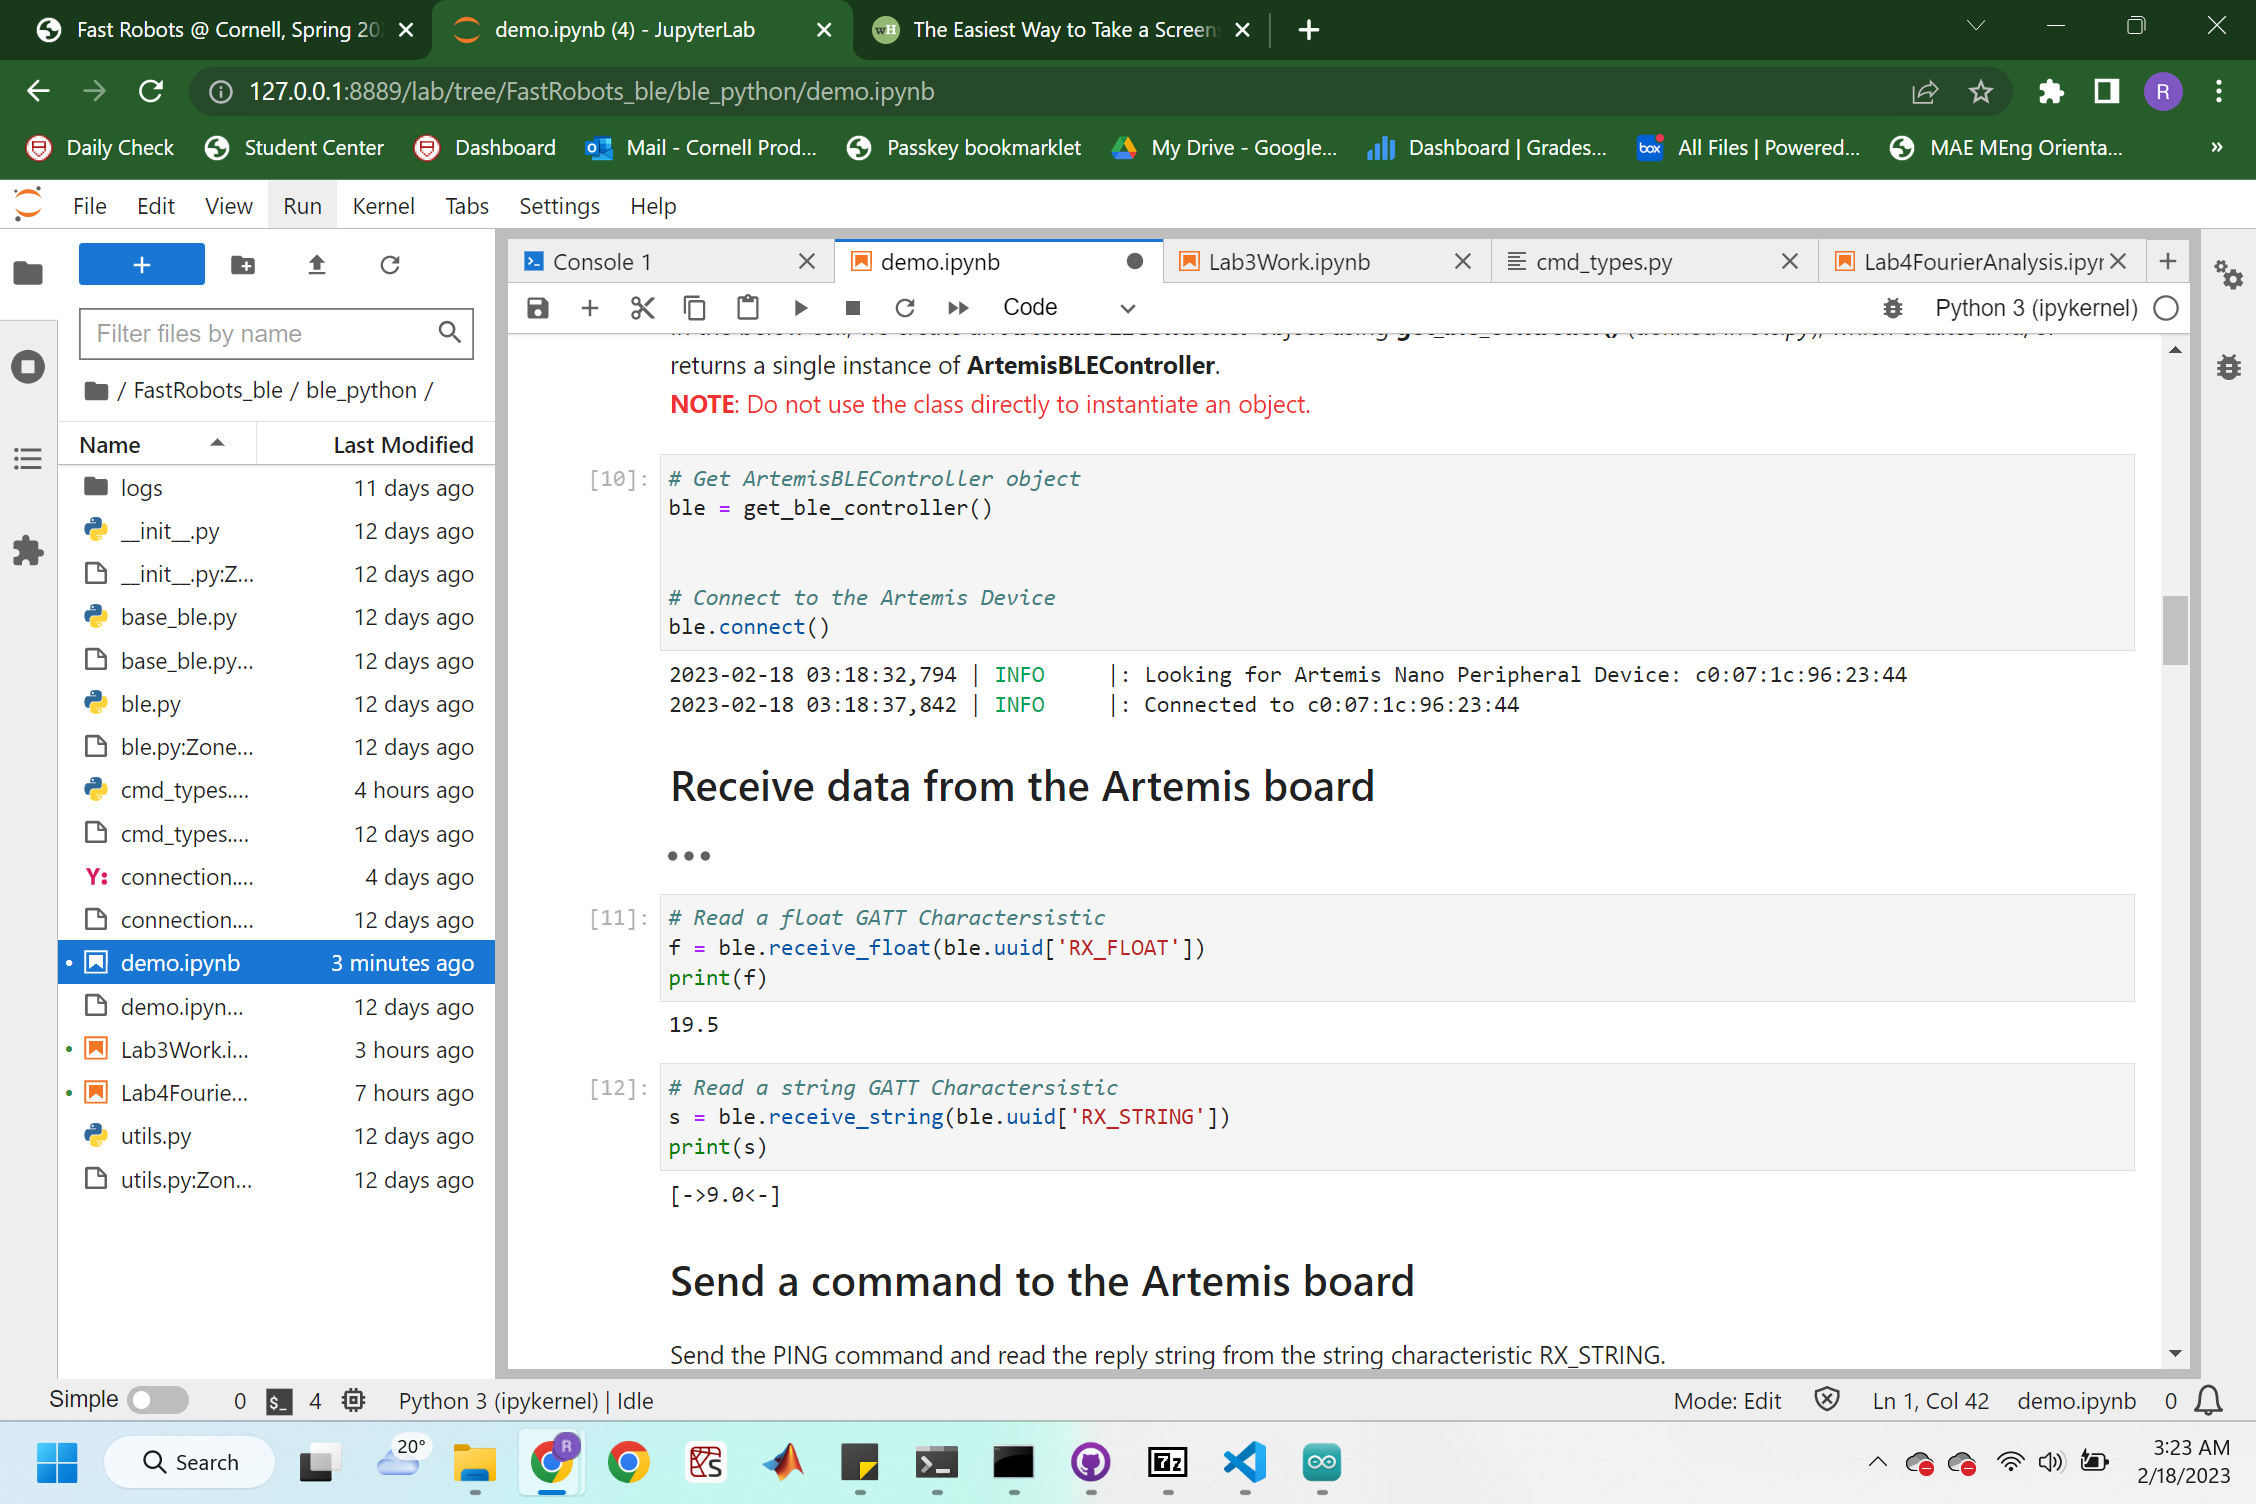 Fast Robots @ Cornell, Spring 20
demo.ipynb (4) - JupyterLab
wH
The Easiest Way to Take a Screen
127.0.0.1:8889/lab/tree/FastRobots_ble/ble_python/demo.ipynb
R
Daily Check
Student Center
Dashboard
Mail - Cornell Prod...
Passkey bookmarklet
My Drive - Google...
Dashboard | Grades...
box
All Files | Powered...
MAE MEng Orienta...
»
File Edit View Run Kernel Tabs Settings Help
Console 1
demo.ipynb
Lab3Work.ipynb
cmd_types.py
Lab4FourierAnalysis.ipyn
Code
Python 3 (ipykernel)
Filter files by name
/ FastRobots_ble / ble_python /
Name Last Modified
logs 11 days ago
__init__.py 12 days ago
__init__.py:Z... 12 days ago
base_ble.py 12 days ago
base_ble.py... 12 days ago
ble.py 12 days ago
ble.py:Zone... 12 days ago
cmd_types.... 4 hours ago
cmd_types.... 12 days ago
Y: connection.... 4 days ago
connection.... 12 days ago
demo.ipynb 3 minutes ago
demo.ipyn... 12 days ago
Lab3Work.i... 3 hours ago
Lab4Fourie... 7 hours ago
utils.py 12 days ago
utils.py:Zon... 12 days ago
returns a single instance of ArtemisBLEController.
NOTE: Do not use the class directly to instantiate an object.
[10]: # Get ArtemisBLEController object
ble = get_ble_controller()
# Connect to the Artemis Device
ble.connect()
2023-02-18 03:18:32,794 | INFO |: Looking for Artemis Nano Peripheral Device: c0:07:1c:96:23:44
2023-02-18 03:18:37,842 | INFO |: Connected to c0:07:1c:96:23:44
Receive data from the Artemis board
[11]: # Read a float GATT Charactersistic
f = ble.receive_float(ble.uuid['RX_FLOAT'])
print(f)
19.5
[12]: # Read a string GATT Charactersistic
s = ble.receive_string(ble.uuid['RX_STRING'])
print(s)
[->9.0<-]
Send a command to the Artemis board
Send the PING command and read the reply string from the string characteristic RX_STRING.
Simple 0 $_ 4 Python 3 (ipykernel) | Idle
Mode: Edit Ln 1, Col 42 demo.ipynb 0
Search
20°
R
7z
3:23 AM
2/18/2023